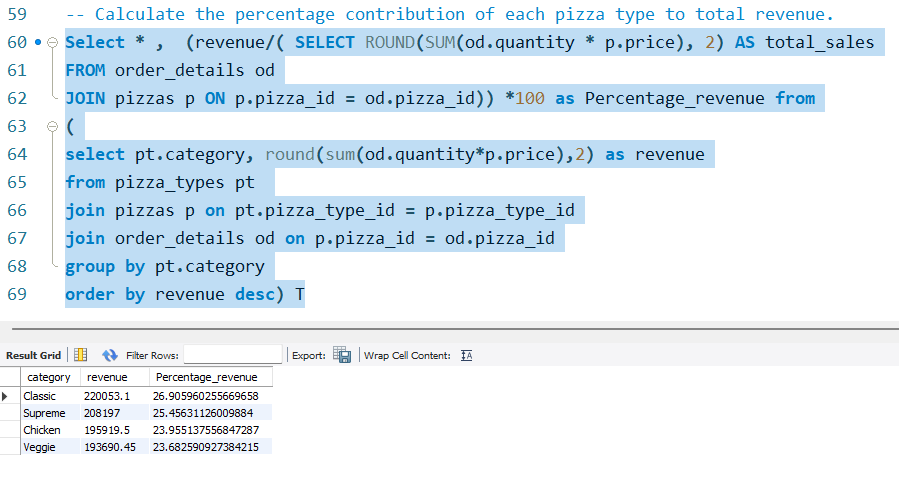 59 -- Calculate the percentage contribution of each pizza type to total revenue.
60 Select * , (revenue/( SELECT ROUND(SUM(od.quantity * p.price), 2) AS total_sales
61 FROM order_details od
62 JOIN pizzas p ON p.pizza_id = od.pizza_id)) *100 as Percentage_revenue from
63 (
64 select pt.category, round(sum(od.quantity*p.price),2) as revenue
65 from pizza_types pt
66 join pizzas p on pt.pizza_type_id = p.pizza_type_id
67 join order_details od on p.pizza_id = od.pizza_id
68 group by pt.category
69 order by revenue desc) T
Result Grid Filter Rows: Export: Wrap Cell Content: IA
category revenue Percentage_revenue
Classic 220053.1 26.905960255669658
Supreme 208197 25.45631126009884
Chicken 195919.5 23.955137556847287
Veggie 193690.45 23.682590927384215